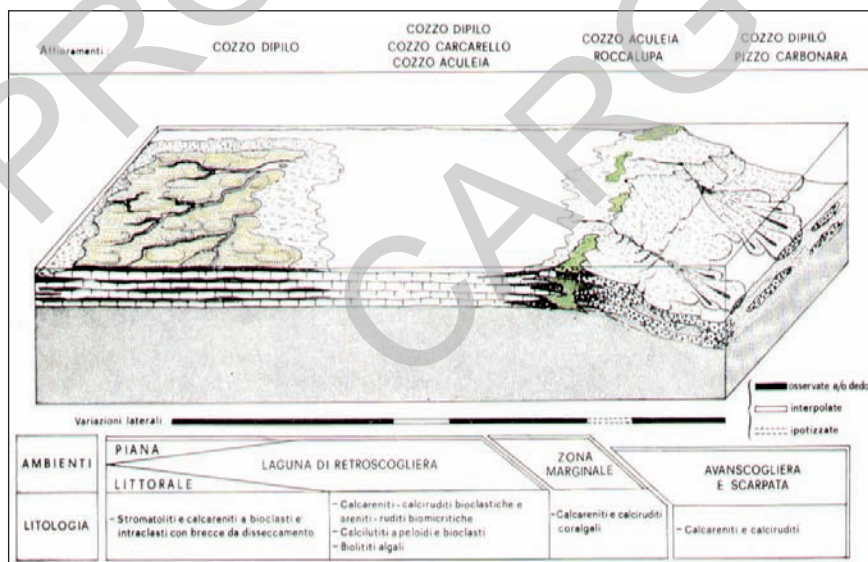 Affioramenti:
COZZO DIPILO
COZZO DIPILO
COZZO CARCARELLO
COZZO ACULEIA
COZZO ACULEIA
ROCCALUPA
COZZO DIPILO
PIZZO CARBONARA
PRO
CARG
osservate e/o dedo
interpolate
ipotizzate
Variazioni laterali
AMBIENTI
PIANA
LITTORALE
LAGUNA DI RETROSCOGLIERA
ZONA
MARGINALE
AVANSCOGLIERA
E SCARPATA
LITOLOGIA
- Stromatoliti e calcareniti a bioclasti e
intraclasti con brecce da disseccamento
- Calcareniti-calciruditi bioclastiche e
areniti-ruditi biomicritiche
- Calcilutiti a peloidi e bioclasti
- Biolititi algali
- Calcareniti e calciruditi
coralgali
- Calcareniti e calciruditi